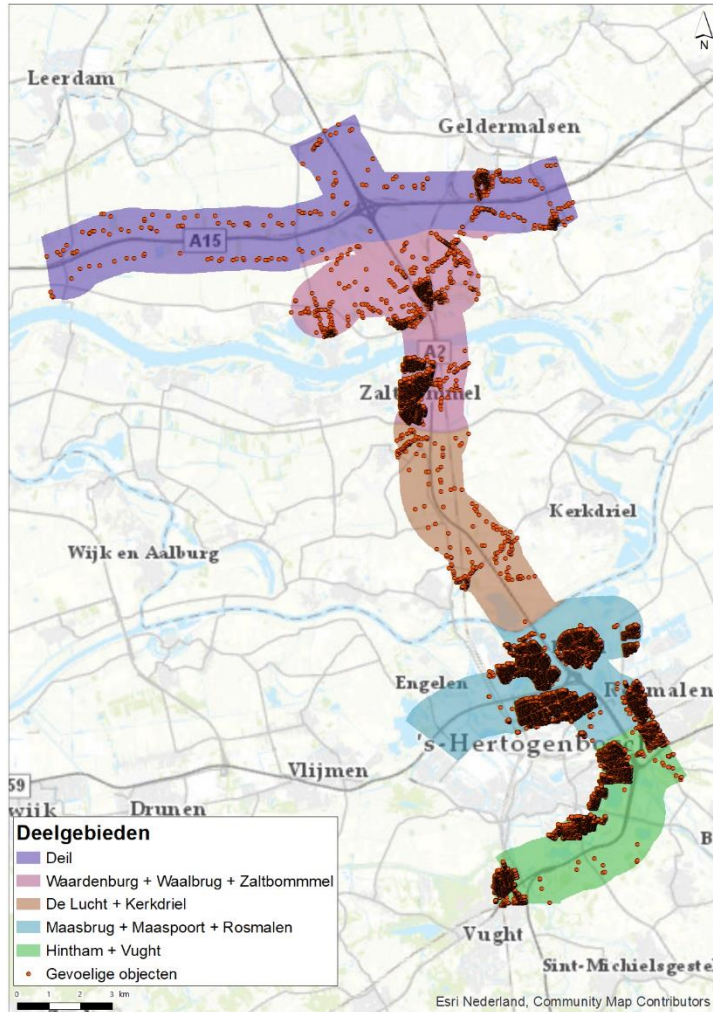 N
Leerdam
Geldermalsen
A15
A2
Kerkdriel
Wijk en Aalburg
Engelen
's-Hertogenbosch
Vlijmen
59
wijk
Drunen
B
Deelgebieden
Deil
Waardenburg + Waalbrug + Zaltbommmel
De Lucht + Kerkdriel
Maasbrug + Maaspoort + Rosmalen
Hintham + Vught
Gevoelige objecten
Vught
Sint-Michielsgestel
0 1 2 3 km
Esri Nederland, Community Map Contributors